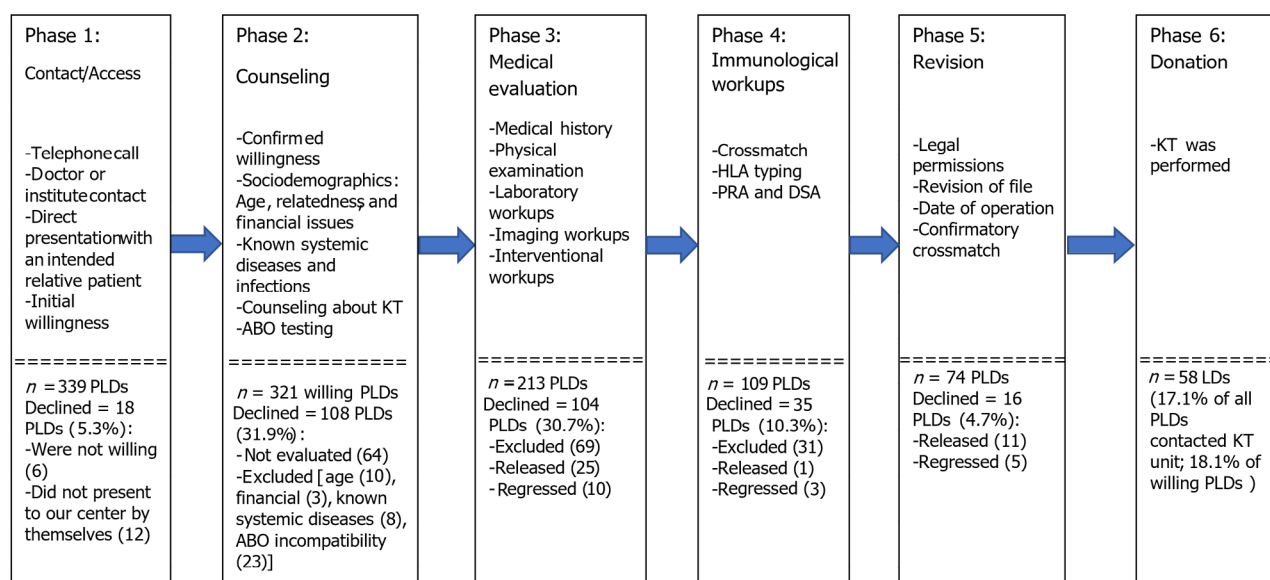 Phase 1:
Contact/Access
-Telephone call
-Doctor or
institute contact
-Direct
presentation with
an intended
relative patient
-Initial
willingness
=============
n = 339 PLDs
Declined = 18
PLDs (5.3%):
-Were not willing
(6)
-Did not present
to our center by
themselves (12)
Phase 2:
Counseling
-Confirmed
willingness
-Sociodemographics:
Age, relatedness, and
financial issues
-Known systemic
diseases and
infections
-Counseling about KT
-ABO testing
==============
n = 321 willing PLDs
Declined = 108 PLDs
(31.9%):
-Not evaluated (64)
-Excluded [age (10),
financial (3), known
systemic diseases (8),
ABO incompatibility
(23)]
Phase 3:
Medical
evaluation
-Medical history
-Physical
examination
-Laboratory
workups
-Imaging workups
-Interventional
workups
==============
n = 213 PLDs
Declined = 104
PLDs (30.7%):
-Excluded (69)
-Released (25)
-Regressed (10)
Phase 4:
Immunological
workups
-Crossmatch
-HLA typing
-PRA and DSA
=============
n = 109 PLDs
Declined = 35
PLDs (10.3%):
-Excluded (31)
-Released (1)
-Regressed (3)
Phase 5:
Revision
-Legal
permissions
-Revision of file
-Date of operation
-Confirmatory
crossmatch
==============
n = 74 PLDs
Declined = 16
PLDs (4.7%):
-Released (11)
-Regressed (5)
Phase 6:
Donation
-KT was
performed
============
n = 58 LDs
(17.1% of all
PLDs
contacted KT
unit; 18.1% of
willing PLDs )